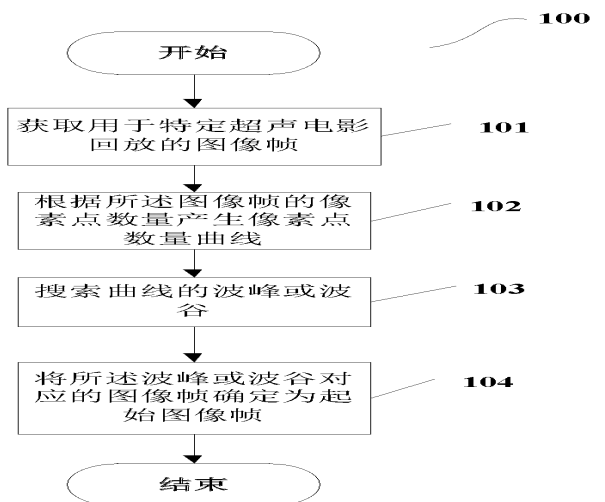 100
开始
获取用于特定超声电影
回放的图像帧
101
根据所述图像帧的像
素点数量产生像素点
数量曲线
102
搜索曲线的波峰或波
谷
103
将所述波峰或波谷对
应的图像帧确定为起
始图像帧
104
结束